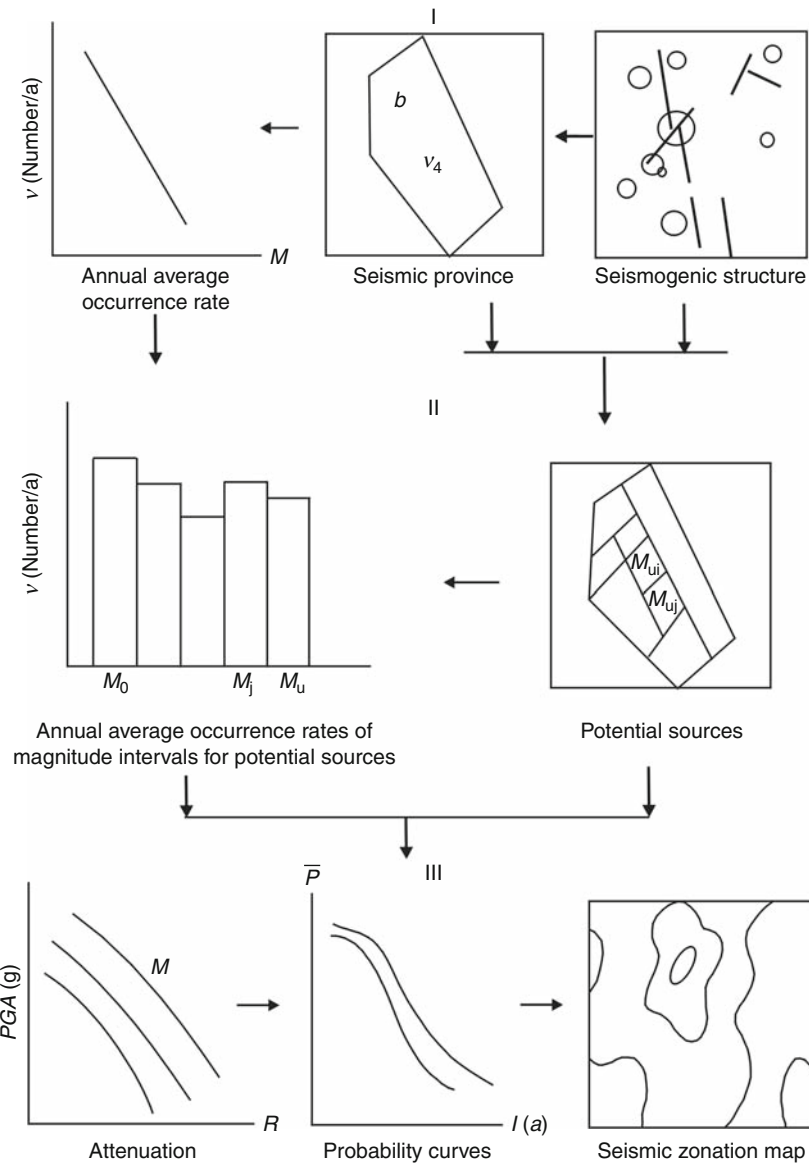 I
ν (Number/a)
b
ν4
M
Annual average
occurrence rate
Seismic province
Seismogenic structure
II
ν (Number/a)
Mui
Muj
M0 Mj Mu
Annual average occurrence rates of
magnitude intervals for potential sources
Potential sources
III
PGA (g)
M
R
P̅
I (a)
Attenuation
Probability curves
Seismic zonation map